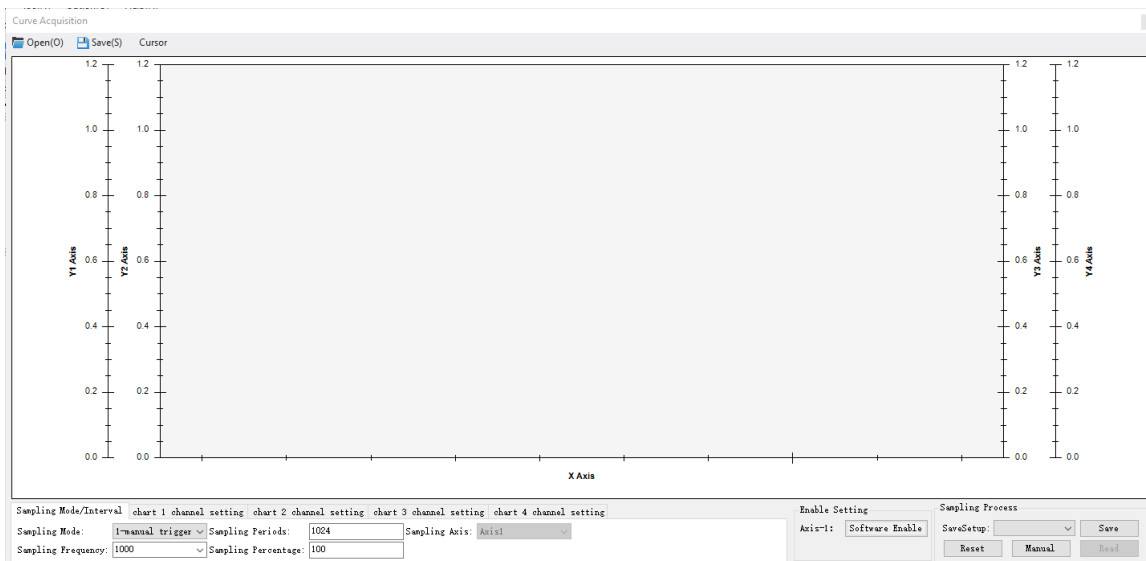 Curve Acquisition
Open(O) Save(S) Cursor
1.2 1.2 1.2 1.2
1.0 1.0 1.0 1.0
0.8 0.8 0.8 0.8
Y1 Axis 0.6 Y2 Axis 0.6 0.6 Y3 Axis 0.6 Y4 Axis
0.4 0.4 0.4 0.4
0.2 0.2 0.2 0.2
0.0 0.0 0.0 0.0
X Axis
Sampling Mode/Interval chart 1 channel setting chart 2 channel setting chart 3 channel setting chart 4 channel setting
Sampling Mode: 1-manual trigger Sampling Periods: 1024 Sampling Axis: Axis1
Sampling Frequency: 1000 Sampling Percentage: 100
Enable Setting
Axis-1: Software Enable
Sampling Process
SaveSetup: Save
Reset Manual Read